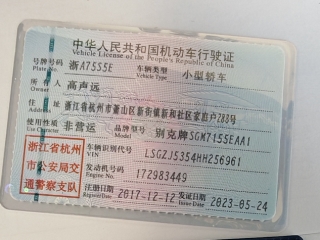 中华人民共和国机动车行驶证
Vehicle License of the People's Republic of China
号牌号码 浙A7S55E 车辆类型 小型轿车
Plate No. Vehicle Type
所有人 高声远
Owner
住址 浙江省杭州市萧山区新街镇新和社区家庄户283号
Address
使用性质 非营运 品牌型号 别克牌SGM7155EAA1
Use Character Model
浙江省杭州市公安局交通警察支队
车辆识别代号 LSGZJ5354HH256961
VIN
发动机号码 172983449
Engine No.
注册日期 2017-12-12 发证日期 2023-05-24
Register Date Issue Date